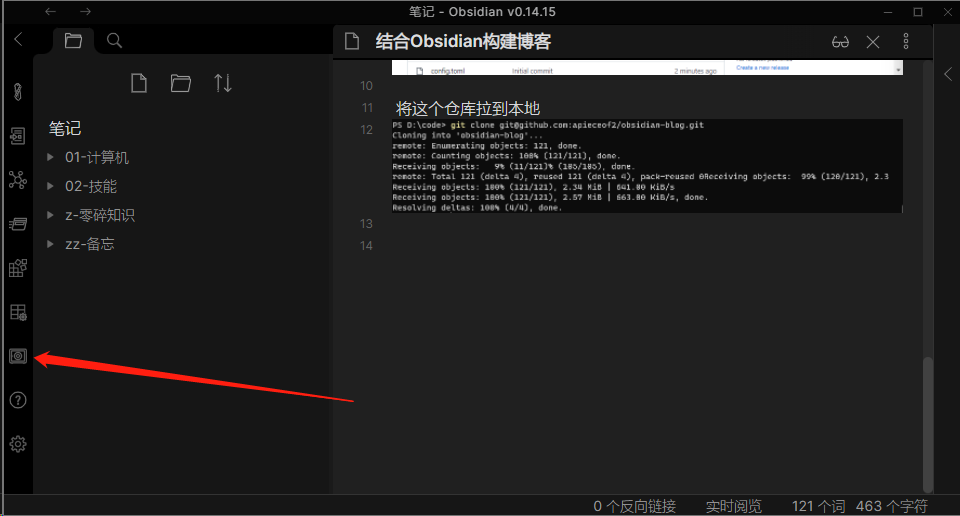 笔记 - Obsidian v0.14.15
结合Obsidian构建博客
笔记
01-计算机
02-技能
z-零碎知识
zz-备忘
config.toml Initial commit 2 minutes ago Create a new release
10
11 将这个仓库拉到本地
12
PS D:\code> git clone git@github.com:apieceof2/obsidian-blog.git
Cloning into 'obsidian-blog'...
remote: Enumerating objects: 121, done.
remote: Counting objects: 100% (121/121), done.
Receiving objects: 9% (11/121)% (105/105), done.
remote: Total 121 (delta 4), reused 121 (delta 4), pack-reused 0Receiving objects: 99% (120/121), 2.3
Receiving objects: 100% (121/121), 2.34 MiB | 641.00 KiB/s
Receiving objects: 100% (121/121), 2.57 MiB | 663.00 KiB/s, done.
Resolving deltas: 100% (4/4), done.
13
14
0 个反向链接 实时阅览 121 个词 463 个字符